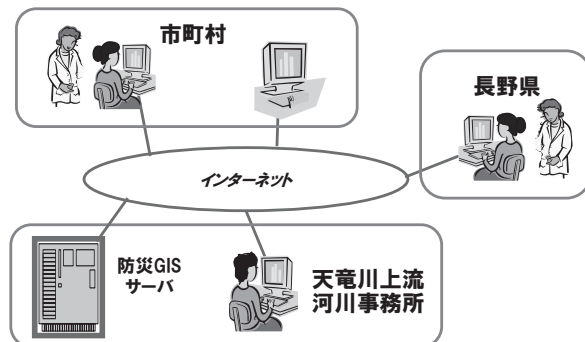 市町村
長野県
インターネット
防災GIS
サーバ
天竜川上流
河川事務所